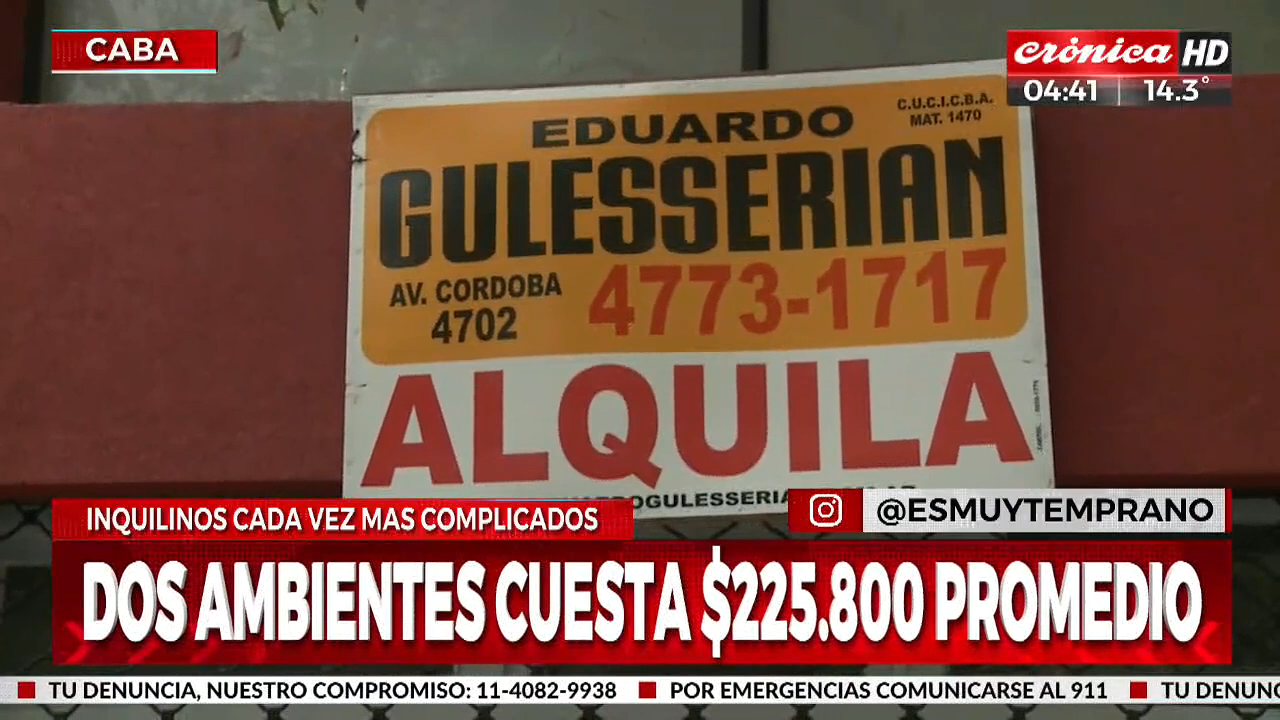 CABA
crónica HD
04:41 14.3°
C.U.C.I.C.B.A.
MAT. 1470
EDUARDO
GULESSERIAN
AV. CORDOBA
4702
4773-1717
ALQUILA
INQUILINOS CADA VEZ MAS COMPLICADOS
@ESMUYTEMPRANO
DOS AMBIENTES CUESTA $225.800 PROMEDIO
TU DENUNCIA, NUESTRO COMPROMISO: 11-4082-9938 POR EMERGENCIAS COMUNICARSE AL 911 TU DENUNC